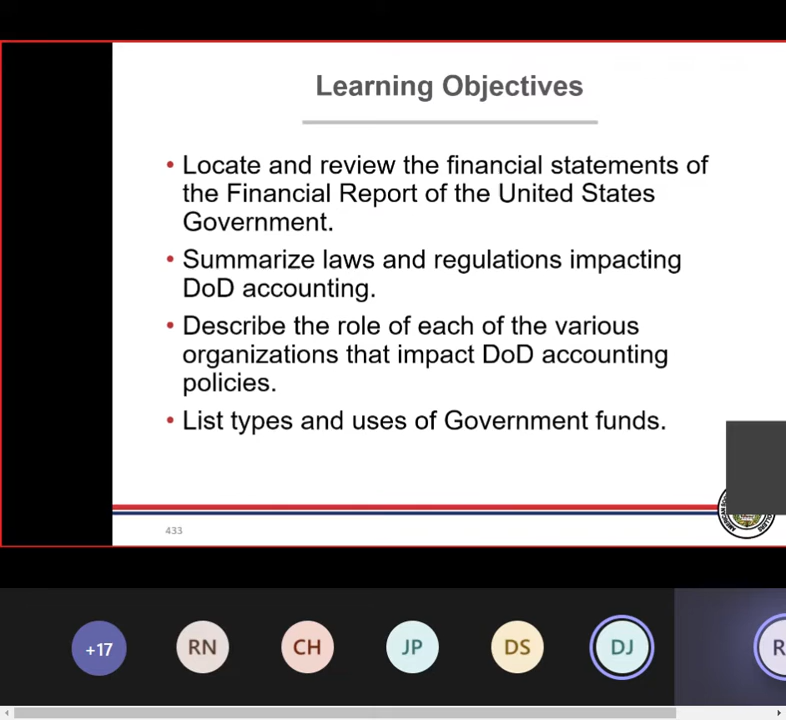 Learning Objectives
• Locate and review the financial statements of
the Financial Report of the United States
Government.
• Summarize laws and regulations impacting
DoD accounting.
• Describe the role of each of the various
organizations that impact DoD accounting
policies.
• List types and uses of Government funds.
433
+17
RN
CH
JP
DS
DJ
R